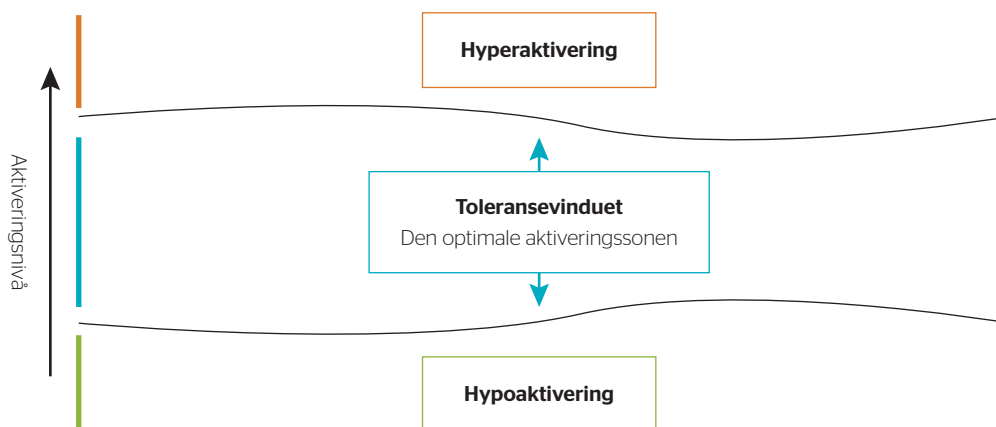 Hyperaktivering
Aktiveringsnivå
Toleransevinduet
Den optimale aktiveringssonen
Hypoaktivering